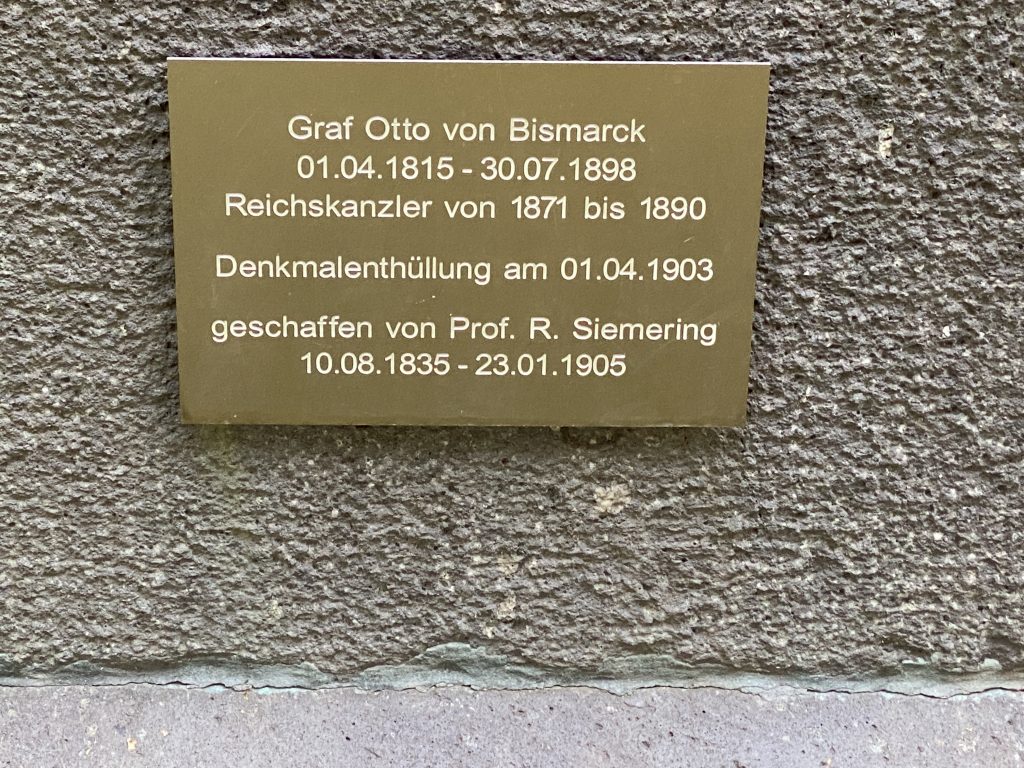 Graf Otto von Bismarck
01.04.1815 - 30.07.1898
Reichskanzler von 1871 bis 1890
Denkmalenthüllung am 01.04.1903
geschaffen von Prof. R. Siemering
10.08.1835 - 23.01.1905